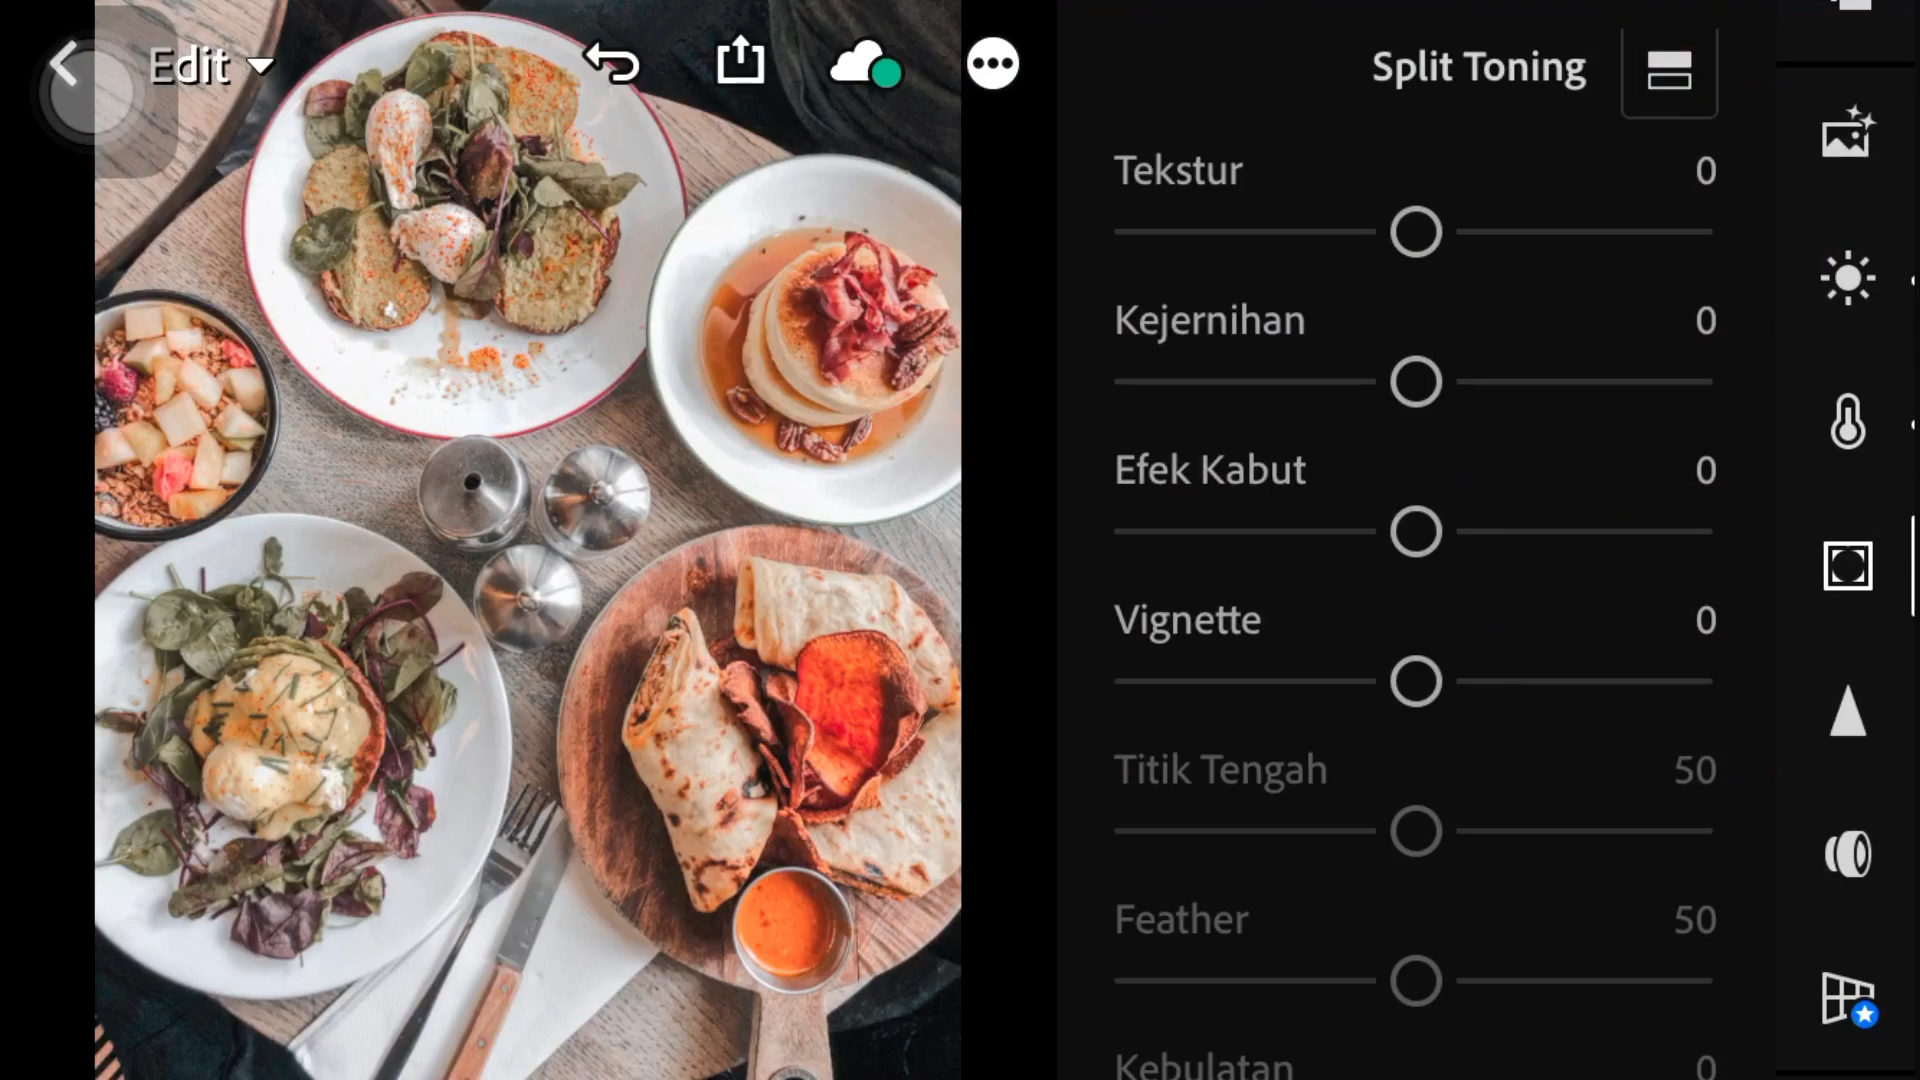 Edit
Split Toning
Tekstur 0
Kejernihan 0
Efek Kabut 0
Vignette 0
Titik Tengah 50
Feather 50
Kebulatan 0